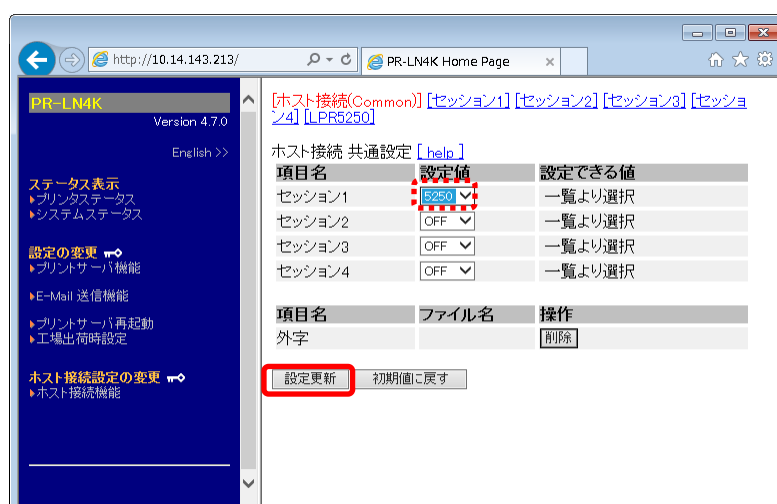 http://10.14.143.213/
PR-LN4K Home Page
PR-LN4K
Version 4.7.0
English >>
ステータス表示
プリンタステータス
システムステータス
設定の変更
プリントサーバ機能
E-Mail 送信機能
プリントサーバ再起動
工場出荷時設定
ホスト接続設定の変更
ホスト接続機能
[ホスト接続(Common)] [セッション1] [セッション2] [セッション3] [セッショ
ン4] [LPR5250]
ホスト接続 共通設定 [ help ]
項目名 設定値 設定できる値
セッション1 5250 一覧より選択
セッション2 OFF 一覧より選択
セッション3 OFF 一覧より選択
セッション4 OFF 一覧より選択
項目名 ファイル名 操作
外字 削除
設定更新 初期値に戻す